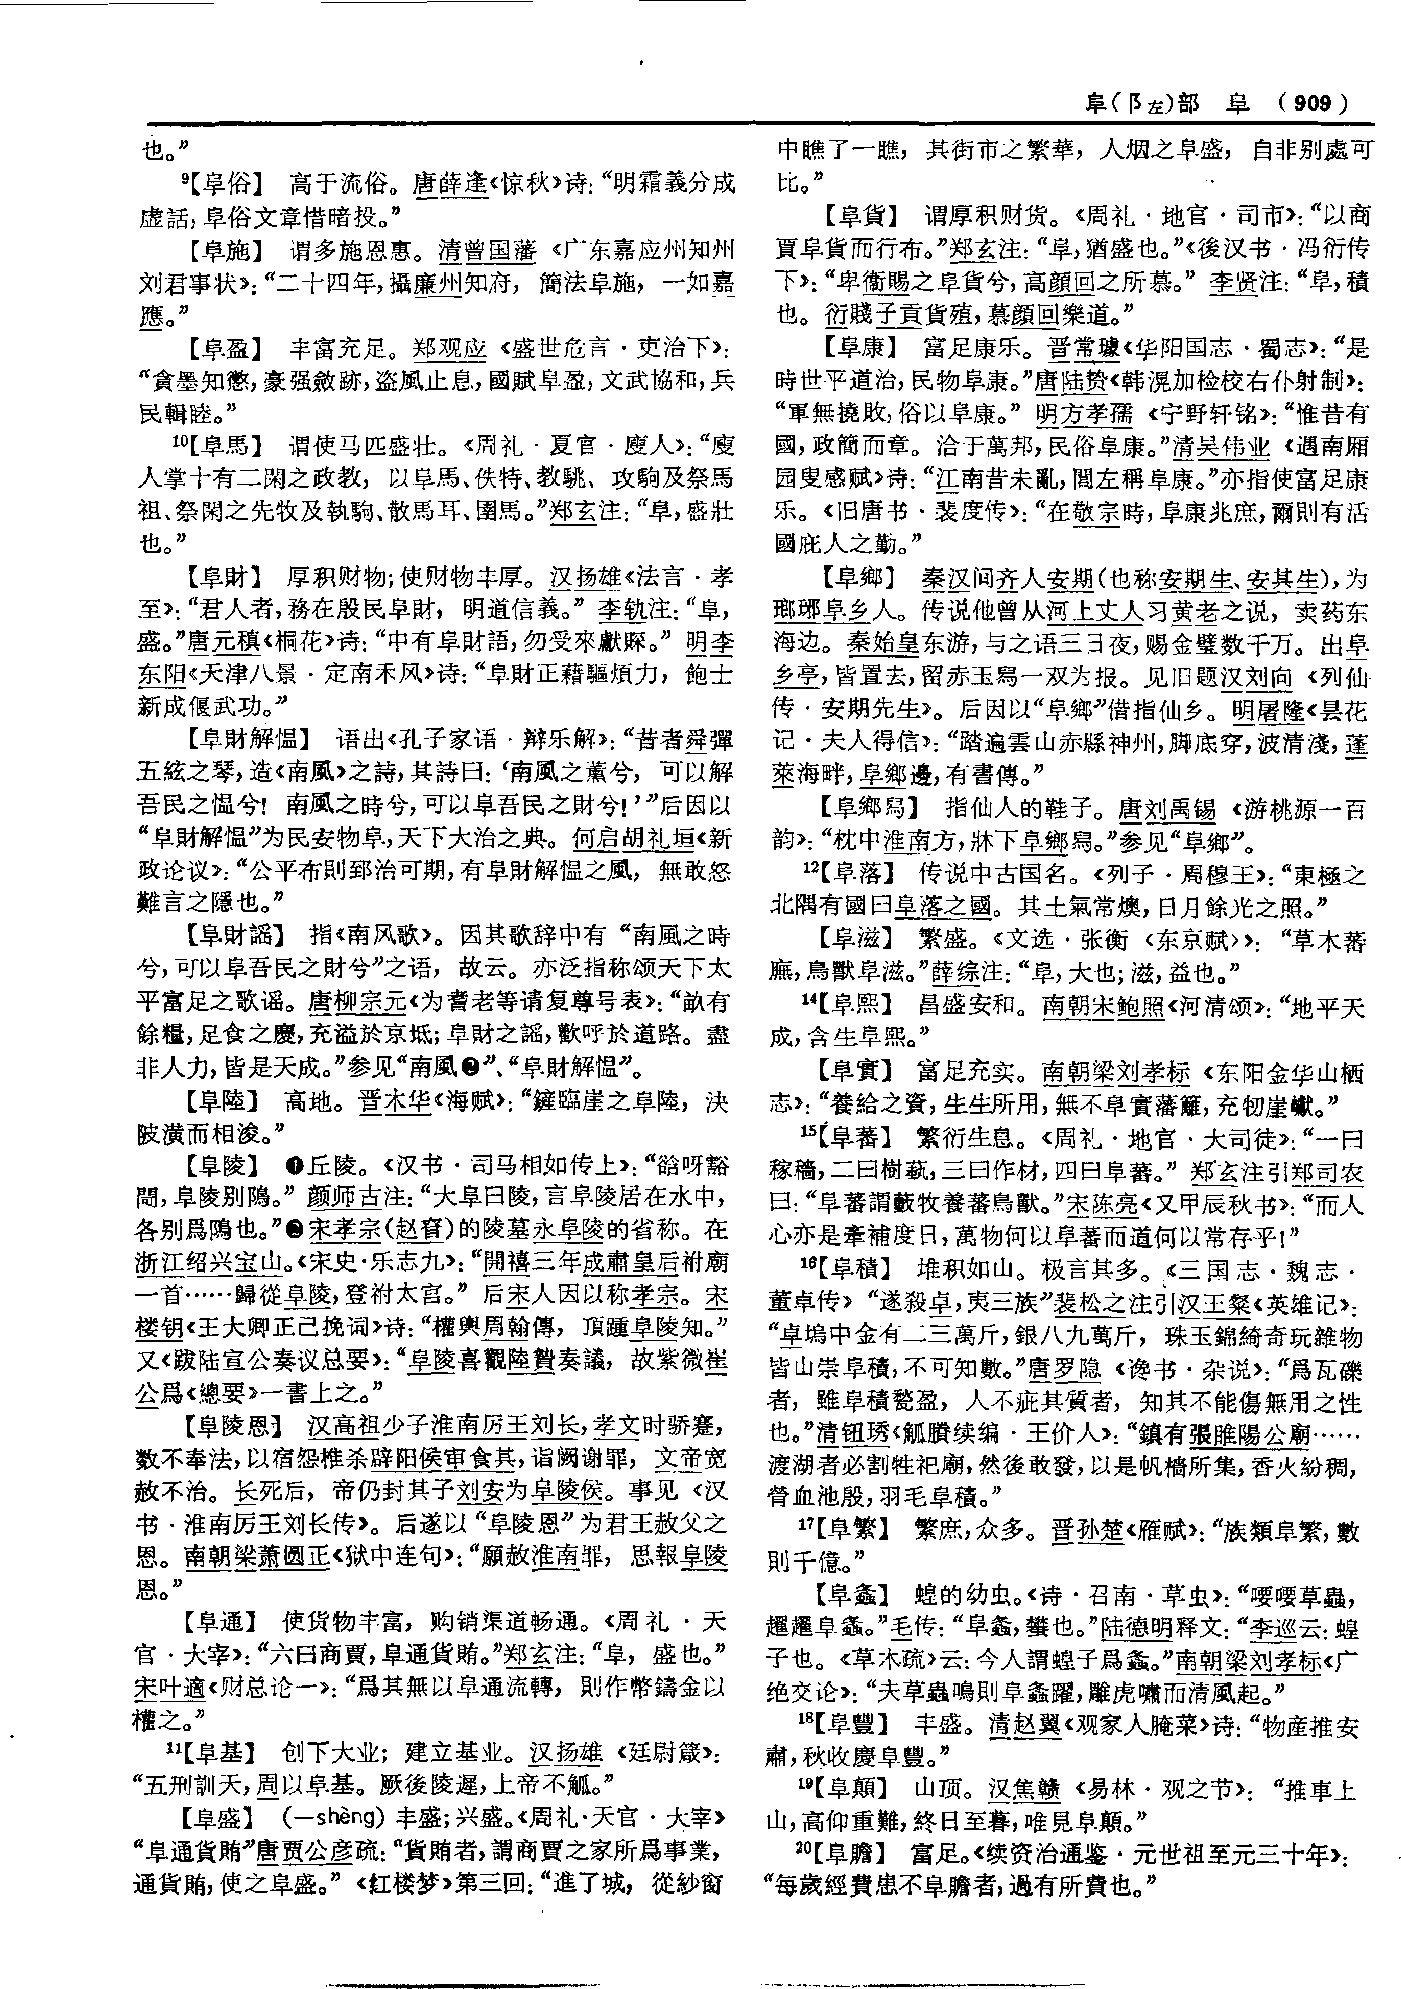 阜(阝左)部　阜　(909)
也。”
⁹【阜俗】　高于流俗。唐薛逢《惊秋》诗：“明霜義分成
虚話，阜俗文章惜暗投。”
【阜施】　谓多施恩惠。清曾国藩《广东嘉应州知州
刘君事状》：“二十四年，攝廉州知府，簡法阜施，一如嘉
應。”
【阜盈】　丰富充足。郑观应《盛世危言·吏治下》：
“貪墨知懲，豪强斂跡，盗風止息，國賦阜盈，文武協和，兵
民輯睦。”
¹⁰【阜馬】　谓使马匹盛壮。《周礼·夏官·廋人》：“廋
人掌十有二閑之政教，以阜馬、佚特、教駣、攻駒及祭馬
祖、祭閑之先牧及執駒、散馬耳、圉馬。”郑玄注：“阜，盛壯
也。”
【阜財】　厚积财物；使财物丰厚。汉扬雄《法言·孝
至》：“君人者，務在殷民阜財，明道信義。”李轨注：“阜，
盛。”唐元稹《桐花》诗：“中有阜財語，勿受來獻賝。”明李
东阳《天津八景·定南禾风》诗：“阜財正藉驅煩力，飽士
新成偃武功。”
【阜財解愠】　语出《孔子家语·辩乐解》：“昔者舜彈
五絃之琴，造《南風》之詩，其詩曰：‘南風之薰兮，可以解
吾民之愠兮！南風之時兮，可以阜吾民之財兮！’”后因以
“阜財解愠”为民安物阜，天下大治之典。何启胡礼垣《新
政论议》：“公平布則郅治可期，有阜財解愠之風，無敢怒
難言之隱也。”
【阜財謡】　指《南风歌》。因其歌辞中有“南風之時
兮，可以阜吾民之財兮”之语，故云。亦泛指称颂天下太
平富足之歌谣。唐柳宗元《为耆老等请复尊号表》：“畝有
餘糧，足食之慶，充溢於京坻；阜財之謡，歡呼於道路。盡
非人力，皆是天成。”参见“南風❷”、“阜財解愠”。
【阜陸】　高地。晋木华《海赋》：“鏟臨崖之阜陸，决
陂潢而相浚。”
【阜陵】　❶丘陵。《汉书·司马相如传上》：“谽呀豁
閜，阜陵别隝。”颜师古注：“大阜曰陵，言阜陵居在水中，
各别爲隝也。”❷宋孝宗(赵眘)的陵墓永阜陵的省称。在
浙江绍兴宝山。《宋史·乐志九》：“開禧三年成肅皇后祔廟
一首……歸從阜陵，登祔太宫。”后宋人因以称孝宗。宋
楼钥《王大卿正己挽词》诗：“權輿周翰傳，頂踵阜陵知。”
又《跋陆宣公奏议总要》：“阜陵喜觀陸贄奏議，故紫微崔
公爲《總要》一書上之。”
【阜陵恩】　汉高祖少子淮南厉王刘长，孝文时骄蹇，
数不奉法，以宿怨椎杀辟阳侯审食其，诣阙谢罪，文帝宽
赦不治。长死后，帝仍封其子刘安为阜陵侯。事见《汉
书·淮南厉王刘长传》。后遂以“阜陵恩”为君王赦父之
恩。南朝梁萧圆正《狱中连句》：“願赦淮南罪，思報阜陵
恩。”
【阜通】　使货物丰富，购销渠道畅通。《周礼·天
官·大宰》：“六曰商賈，阜通貨賄。”郑玄注：“阜，盛也。”
宋叶適《财总论一》：“爲其無以阜通流轉，則作幣鑄金以
權之。”
¹¹【阜基】　创下大业；建立基业。汉扬雄《廷尉箴》：
“五刑訓天，周以阜基。厥後陵遲，上帝不觚。”
【阜盛】　(—shèng)丰盛；兴盛。《周礼·天官·大宰》
“阜通貨賄”唐贾公彦疏：“貨賄者，謂商賈之家所爲事業，
通貨賄，使之阜盛。”《红楼梦》第三回：“進了城，從紗窗
中瞧了一瞧，其街市之繁華，人烟之阜盛，自非别處可
比。”
【阜貨】　谓厚积财货。《周礼·地官·司市》：“以商
賈阜貨而行布。”郑玄注：“阜，猶盛也。”《後汉书·冯衍传
下》：“卑衞賜之阜貨兮，高顔回之所慕。”李贤注：“阜，積
也。衍賤子貢貨殖，慕顔回樂道。”
【阜康】　富足康乐。晋常璩《华阳国志·蜀志》：“是
時世平道治，民物阜康。”唐陆贽《韩滉加检校右仆射制》：
“軍無撓敗，俗以阜康。”明方孝孺《宁野轩铭》：“惟昔有
國，政簡而章。洽于萬邦，民俗阜康。”清吴伟业《遇南厢
园叟感赋》诗：“江南昔未亂，閭左稱阜康。”亦指使富足康
乐。《旧唐书·裴度传》：“在敬宗時，阜康兆庶，爾則有活
國庇人之勤。”
【阜鄉】　秦汉间齐人安期(也称安期生、安其生)，为
琅琊阜乡人。传说他曾从河上丈人习黄老之说，卖药东
海边。秦始皇东游，与之语三日夜，赐金璧数千万。出阜
乡亭，皆置去，留赤玉舄一双为报。见旧题汉刘向《列仙
传·安期先生》。后因以“阜鄉”借指仙乡。明屠隆《昙花
记·夫人得信》：“踏遍雲山赤縣神州，脚底穿，波清淺，蓬
萊海畔，阜鄉邊，有書傳。”
【阜鄉舄】　指仙人的鞋子。唐刘禹锡《游桃源一百
韵》：“枕中淮南方，牀下阜鄉舄。”参见“阜鄉”。
¹²【阜落】　传说中古国名。《列子·周穆王》：“東極之
北隅有國曰阜落之國。其土氣常燠，日月餘光之照。”
【阜滋】　繁盛。《文选·张衡〈东京赋〉》：“草木蕃
廡，鳥獸阜滋。”薛综注：“阜，大也；滋，益也。”
¹⁴【阜熙】　昌盛安和。南朝宋鲍照《河清颂》：“地平天
成，含生阜熙。”
【阜實】　富足充实。南朝梁刘孝标《东阳金华山栖
志》：“養給之資，生生所用，無不阜實藩籬，充牣崖巘。”
¹⁵【阜蕃】　繁衍生息。《周礼·地官·大司徒》：“一曰
稼穡，二曰樹蓺，三曰作材，四曰阜蕃。”郑玄注引郑司农
曰：“阜蕃謂藪牧養蕃鳥獸。”宋陈亮《又甲辰秋书》：“而人
心亦是牽補度日，萬物何以阜蕃而道何以常存乎！”
¹⁶【阜積】　堆积如山。极言其多。《三国志·魏志·
董卓传》“遂殺卓，夷三族”裴松之注引汉王粲《英雄记》：
“卓塢中金有二三萬斤，銀八九萬斤，珠玉錦綺奇玩雜物
皆山崇阜積，不可知數。”唐罗隐《谗书·杂说》：“爲瓦礫
者，雖阜積甃盈，人不疵其質者，知其不能傷無用之性
也。”清钮琇《觚賸续编·王价人》：“鎮有張睢陽公廟……
渡湖者必割牲祀廟，然後敢發，以是帆檣所集，香火紛稠，
膋血池殷，羽毛阜積。”
¹⁷【阜繁】　繁庶，众多。晋孙楚《雁赋》：“族類阜繁，數
則千億。”
【阜螽】　蝗的幼虫。《诗·召南·草虫》：“喓喓草蟲，
趯趯阜螽。”毛传：“阜螽，蠜也。”陆德明释文：“李巡云：蝗
子也。《草木疏》云：今人謂蝗子爲螽。”南朝梁刘孝标《广
绝交论》：“夫草蟲鳴則阜螽躍，雕虎嘯而清風起。”
¹⁸【阜豐】　丰盛。清赵翼《观家人腌菜》诗：“物産推安
肅，秋收慶阜豐。”
¹⁹【阜顛】　山顶。汉焦赣《易林·观之节》：“推車上
山，高仰重難，終日至暮，唯見阜顛。”
²⁰【阜贍】　富足。《续资治通鉴·元世祖至元三十年》：
“每歲經費患不阜贍者，過有所費也。”